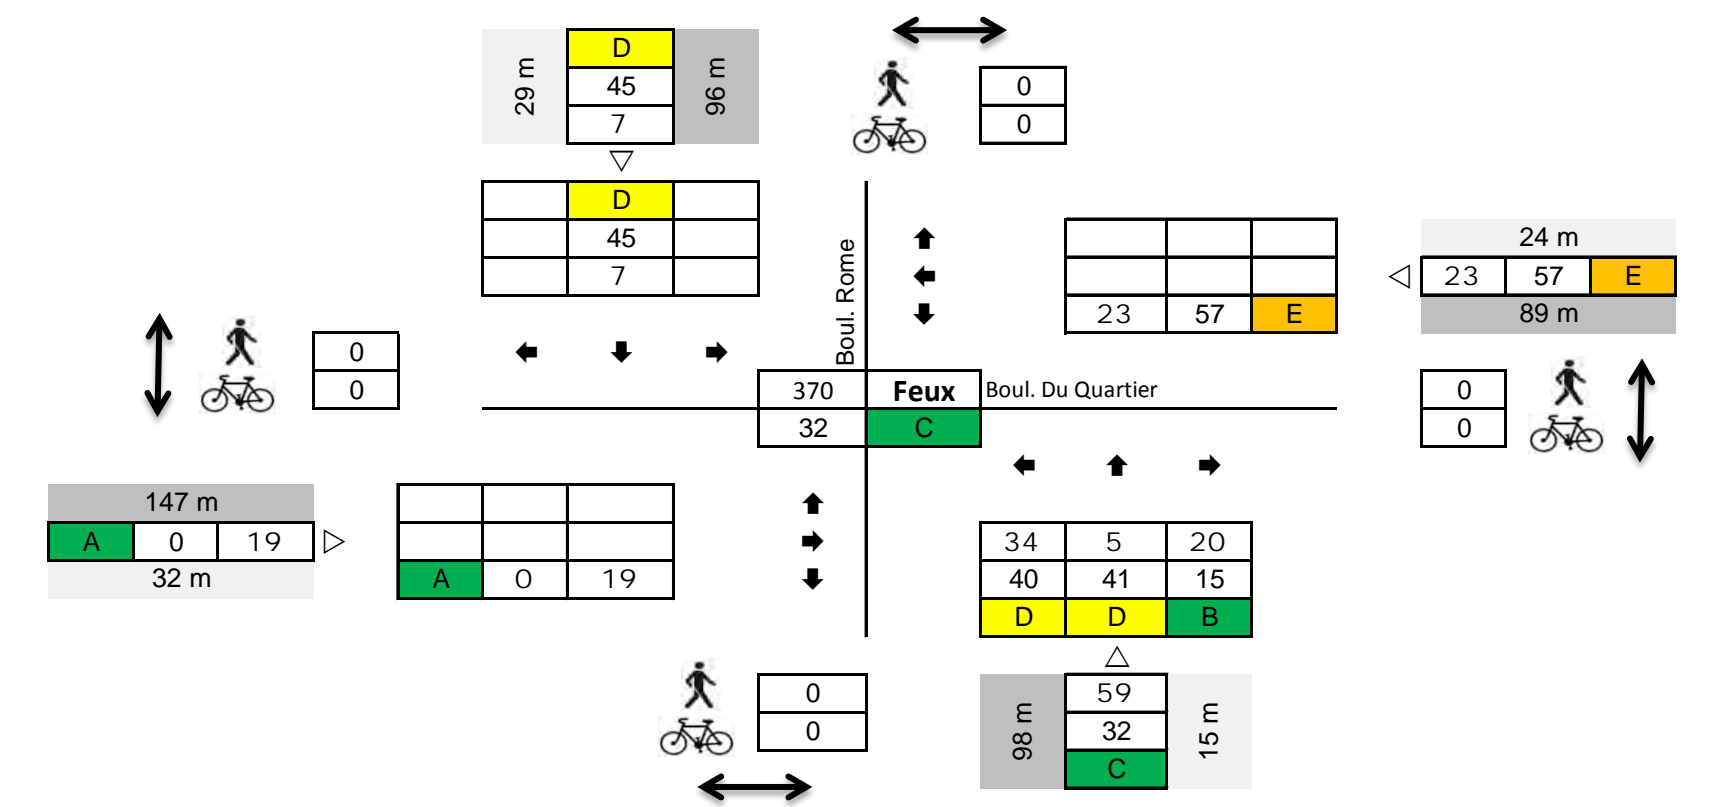 D
45
7
29 m
96 m
0
0
D
45
7
Boul. Rome
24 m
23 57 E
89 m
23 57 E
0
0
370 Feux
Boul. Du Quartier
32 C
0
0
147 m
A 0 19
32 m
A 0 19
34 5 20
40 41 15
D D B
0
0
59
32
C
98 m
15 m